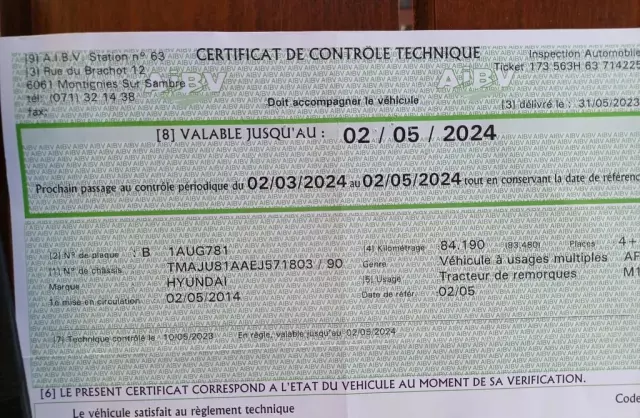 [9] A.I.B.V. Station n° 63 CERTIFICAT DE CONTRÔLE TECHNIQUE Inspection Automobile
[3] Rue du Brachot 12 Ticket 173 563H 63 714225
6061 Montignies Sur Sambre AIBV AIBV
tél: (071) 32 14 38 Doit accompagner le véhicule [3] délivré le : 31/05/2023
fax:
[8] VALABLE JUSQU'AU : 02 / 05 / 2024
Prochain passage au contrôle périodique du 02/03/2024 au 02/05/2024 tout en conservant la date de référenc
[2] N° de plaque : B 1AUG781 [4] Kilométrage 84.190 (83.480) Places 4+
[1] N° de châssis TMAJU81AAEJ571803 / 90 Genre Véhicule à usages multiples AF
Marque HYUNDAI [5] Usage Tracteur de remorques M1
1e mise en circulation 02/05/2014 Date de référ 02/05
[7] Technique contrôlé le 10/05/2023 En règle, valable jusqu'au 02/05/2024
[6] LE PRESENT CERTIFICAT CORRESPOND A L'ETAT DU VEHICULE AU MOMENT DE SA VERIFICATION.
Code
Le véhicule satisfait au règlement technique